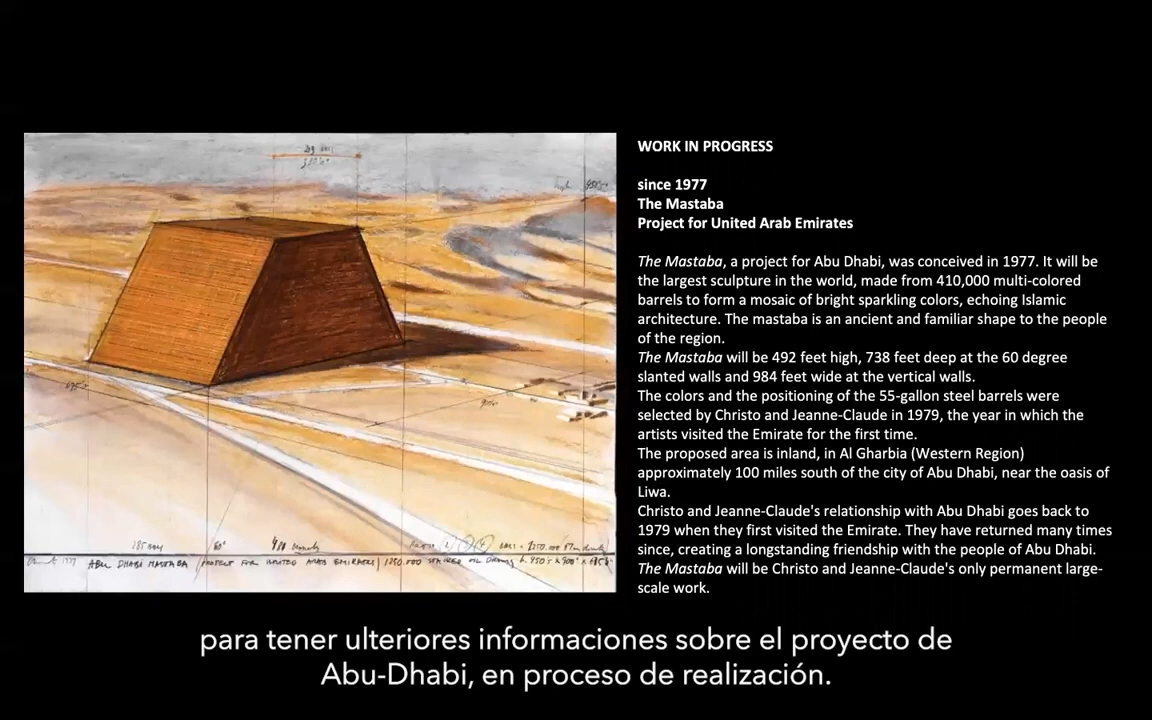 WORK IN PROGRESS
since 1977
The Mastaba
Project for United Arab Emirates
The Mastaba, a project for Abu Dhabi, was conceived in 1977. It will be
the largest sculpture in the world, made from 410,000 multi-colored
barrels to form a mosaic of bright sparkling colors, echoing Islamic
architecture. The mastaba is an ancient and familiar shape to the people
of the region.
The Mastaba will be 492 feet high, 738 feet deep at the 60 degree
slanted walls and 984 feet wide at the vertical walls.
The colors and the positioning of the 55-gallon steel barrels were
selected by Christo and Jeanne-Claude in 1979, the year in which the
artists visited the Emirate for the first time.
The proposed area is inland, in Al Gharbia (Western Region)
approximately 100 miles south of the city of Abu Dhabi, near the oasis of
Liwa.
Christo and Jeanne-Claude's relationship with Abu Dhabi goes back to
1979 when they first visited the Emirate. They have returned many times
since, creating a longstanding friendship with the people of Abu Dhabi.
The Mastaba will be Christo and Jeanne-Claude's only permanent large-
scale work.
ABU DHABI MASTABA (PROJECT FOR UNITED ARAB EMIRATES)
para tener ulteriores informaciones sobre el proyecto de
Abu-Dhabi, en proceso de realización.